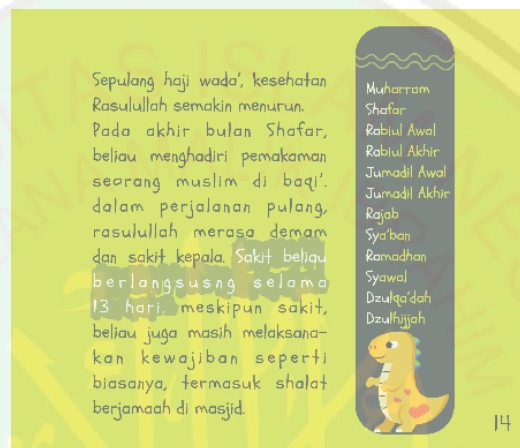 Sepulang haji wada', kesehatan
Rasulullah semakin menurun.
Pada akhir bulan Shafar,
beliau menghadiri pemakaman
seorang muslim di baqi'.
dalam perjalanan pulang,
rasulullah merasa demam
dan sakit kepala. Sakit beliau
berlangsusng selama
13 hari. meskipun sakit,
beliau juga masih melaksana-
kan kewajiban seperti
biasanya, termasuk shalat
berjamaah di masjid.
Muharram
Shafar
Rabiul Awal
Rabiul Akhir
Jumadil Awal
Jumadil Akhir
Rajab
Sya'ban
Ramadhan
Syawal
Dzulqa'dah
Dzulhijjah
14